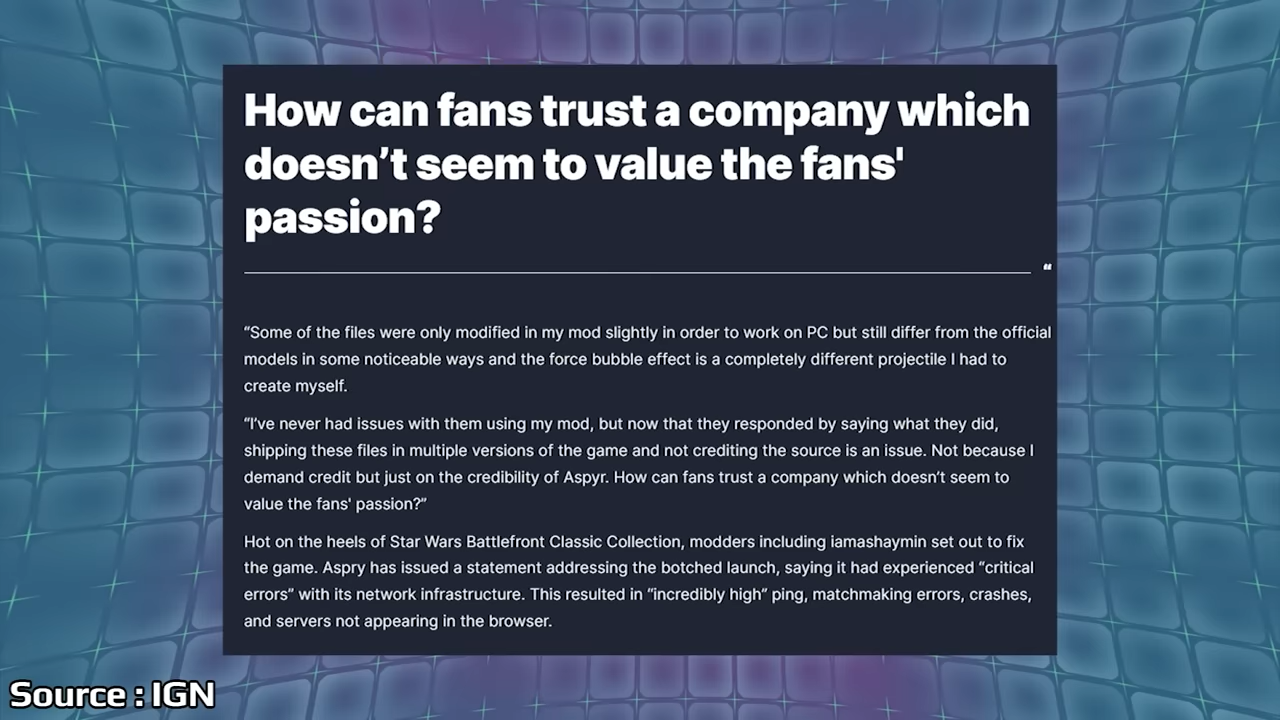 How can fans trust a company which
doesn’t seem to value the fans'
passion?
“
“Some of the files were only modified in my mod slightly in order to work on PC but still differ from the official
models in some noticeable ways and the force bubble effect is a completely different projectile I had to
create myself.
“I’ve never had issues with them using my mod, but now that they responded by saying what they did,
shipping these files in multiple versions of the game and not crediting the source is an issue. Not because I
demand credit but just on the credibility of Aspyr. How can fans trust a company which doesn’t seem to
value the fans' passion?”
Hot on the heels of Star Wars Battlefront Classic Collection, modders including iamashaymin set out to fix
the game. Aspry has issued a statement addressing the botched launch, saying it had experienced “critical
errors” with its network infrastructure. This resulted in “incredibly high” ping, matchmaking errors, crashes,
and servers not appearing in the browser.
Source : IGN